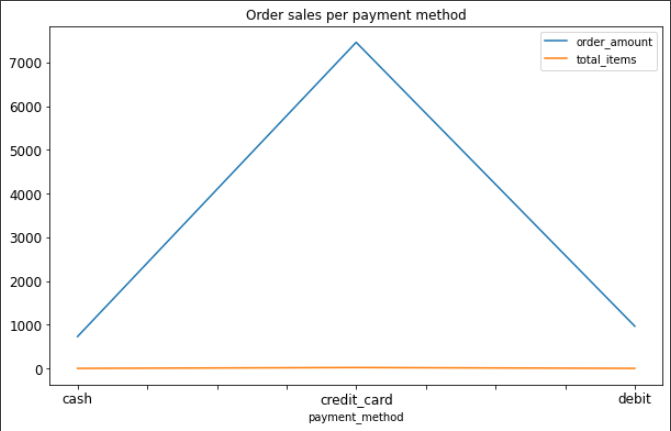 Order sales per payment method
order_amount
total_items
7000
6000
5000
4000
3000
2000
1000
0
cash credit_card debit
payment_method